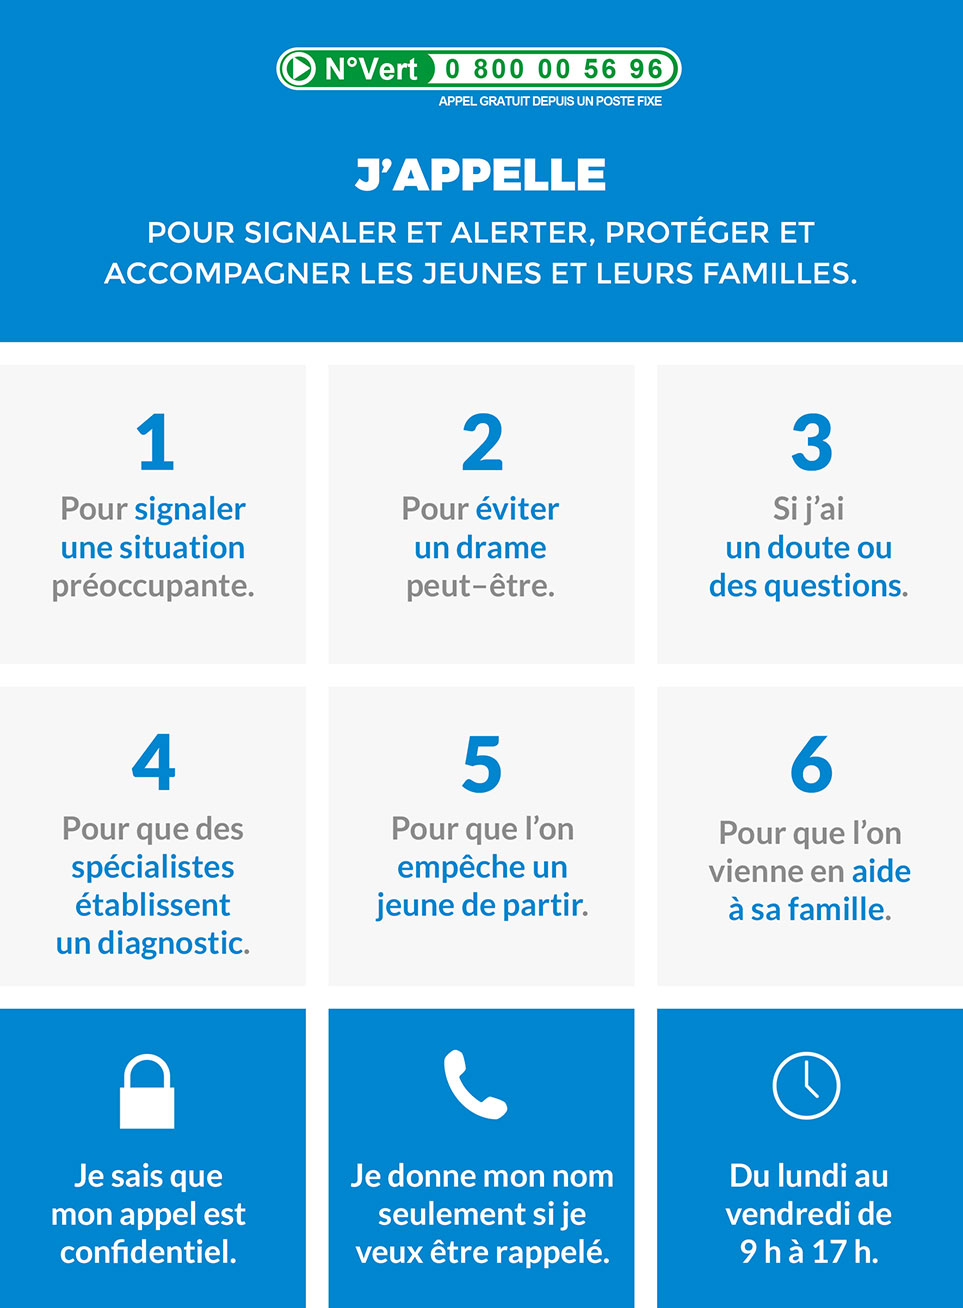 N°Vert 0 800 00 56 96
APPEL GRATUIT DEPUIS UN POSTE FIXE
J’APPELLE
POUR SIGNALER ET ALERTER, PROTÉGER ET
ACCOMPAGNER LES JEUNES ET LEURS FAMILLES.
1
Pour signaler
une situation
préoccupante.
2
Pour éviter
un drame
peut–être.
3
Si j’ai
un doute ou
des questions.
4
Pour que des
spécialistes
établissent
un diagnostic.
5
Pour que l’on
empêche un
jeune de partir.
6
Pour que l’on
vienne en aide
à sa famille.
Je sais que
mon appel est
confidentiel.
Je donne mon nom
seulement si je
veux être rappelé.
Du lundi au
vendredi de
9 h à 17 h.